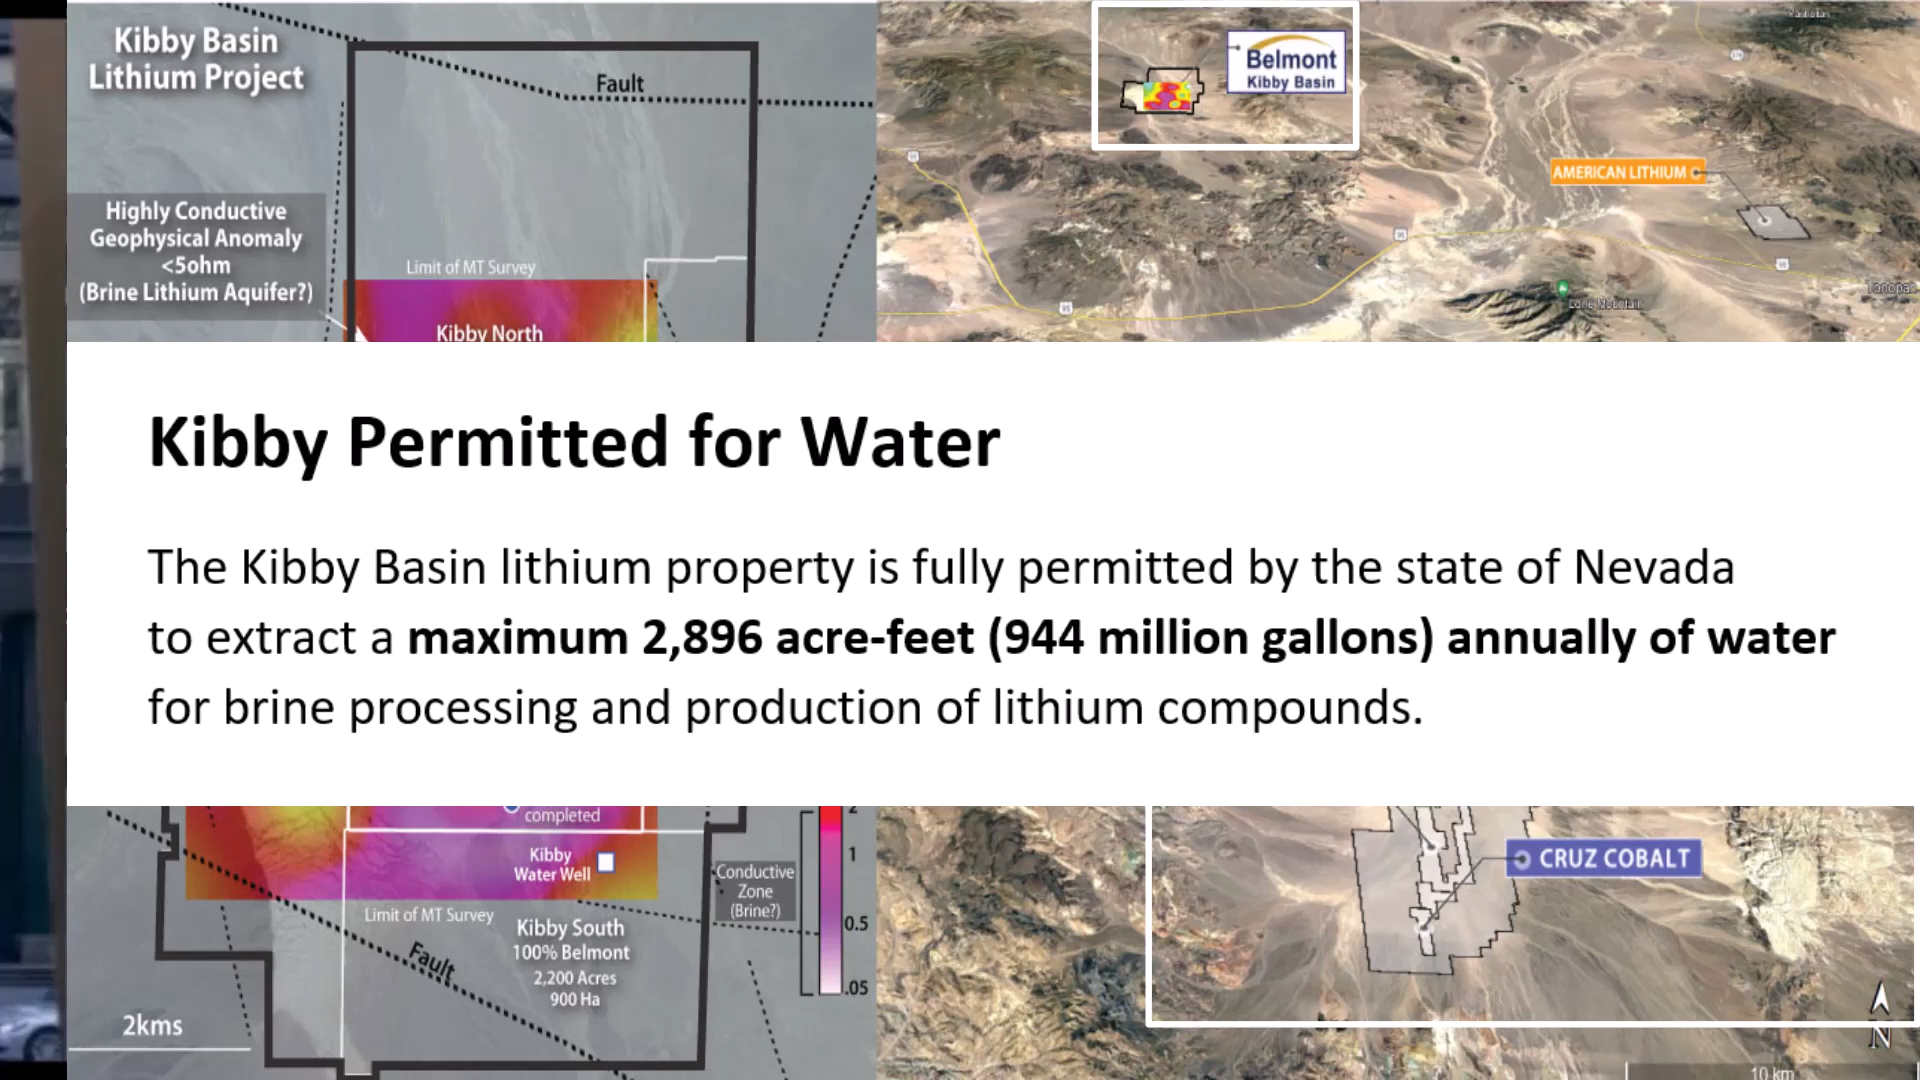 Kibby Basin
Lithium Project
Fault
Highly Conductive
Geophysical Anomaly
<5ohm
(Brine Lithium Aquifer?)
Limit of MT Survey
Kibby North
Belmont
Kibby Basin
AMERICAN LITHIUM
Lone Mountain
Kibby Permitted for Water
The Kibby Basin lithium property is fully permitted by the state of Nevada
to extract a maximum 2,896 acre-feet (944 million gallons) annually of water
for brine processing and production of lithium compounds.
completed
Kibby
Water Well
Limit of MT Survey
Kibby South
100% Belmont
2,200 Acres
900 Ha
Fault
2kms
Conductive
Zone
(Brine?)
2
1
0.5
.05
CRUZ COBALT
N
10 km